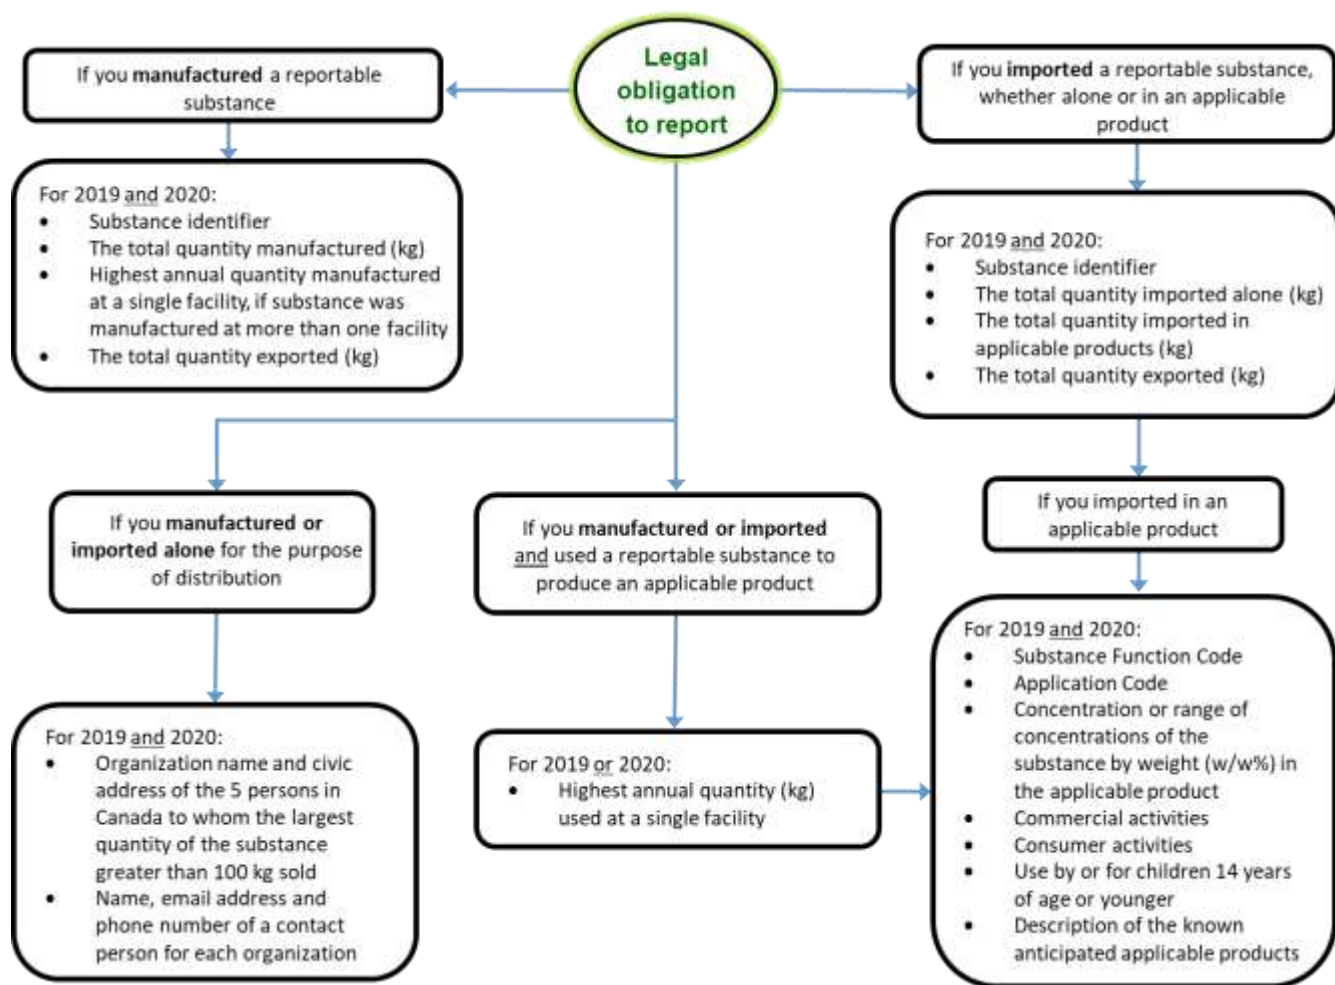 Legal
obligation
to report
If you manufactured a reportable
substance
For 2019 and 2020:
• Substance identifier
• The total quantity manufactured (kg)
• Highest annual quantity manufactured
at a single facility, if substance was
manufactured at more than one facility
• The total quantity exported (kg)
If you imported a reportable substance,
whether alone or in an applicable
product
For 2019 and 2020:
• Substance identifier
• The total quantity imported alone (kg)
• The total quantity imported in
applicable products (kg)
• The total quantity exported (kg)
If you manufactured or
imported alone for the purpose
of distribution
For 2019 and 2020:
• Organization name and civic
address of the 5 persons in
Canada to whom the largest
quantity of the substance
greater than 100 kg sold
• Name, email address and
phone number of a contact
person for each organization
If you manufactured or imported
and used a reportable substance to
produce an applicable product
For 2019 or 2020:
• Highest annual quantity (kg)
used at a single facility
If you imported in an
applicable product
For 2019 and 2020:
• Substance Function Code
• Application Code
• Concentration or range of
concentrations of the
substance by weight (w/w%) in
the applicable product
• Commercial activities
• Consumer activities
• Use by or for children 14 years
of age or younger
• Description of the known
anticipated applicable products